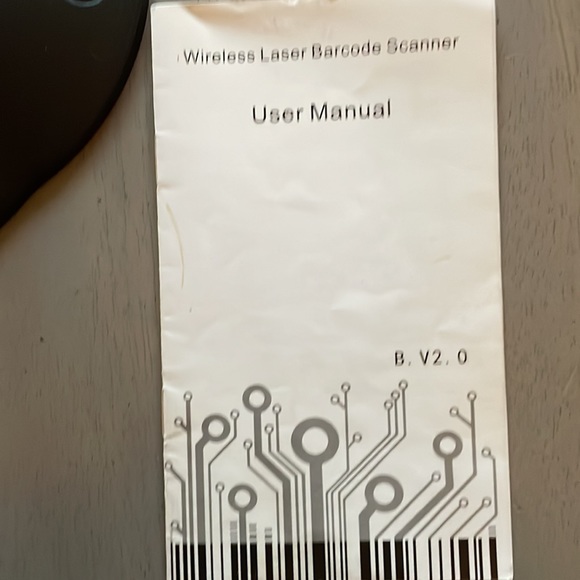 Wireless Laser Barcode Scanner
User Manual
B. V2. 0